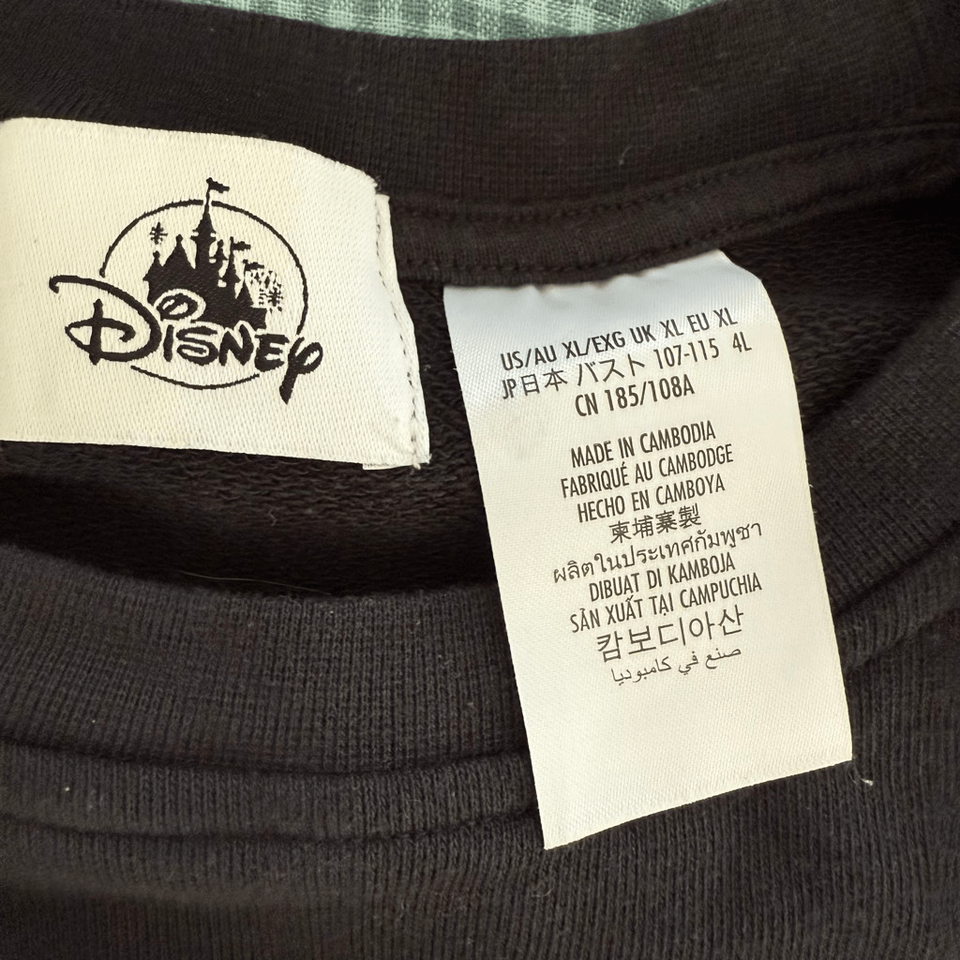 Disney
US/AU XL/EXG UK XL EU XL
JP日本 バスト 107-115 4L
CN 185/108A
MADE IN CAMBODIA
FABRIQUÉ AU CAMBODGE
HECHO EN CAMBOYA
柬埔寨製
ผลิตในประเทศกัมพูชา
DIBUAT DI KAMBOJA
SẢN XUẤT TẠI CAMPUCHIA
캄보디아산
صنع في كامبوديا